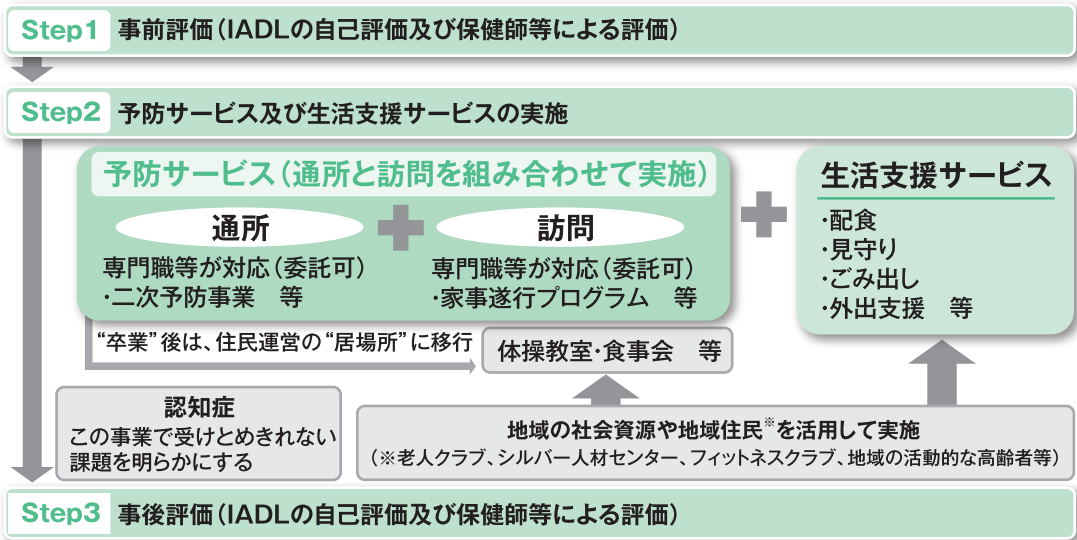 Step1 事前評価（IADLの自己評価及び保健師等による評価）
Step2 予防サービス及び生活支援サービスの実施
予防サービス（通所と訪問を組み合わせて実施）
通所
専門職等が対応（委託可）
・二次予防事業　等
訪問
専門職等が対応（委託可）
・家事遂行プログラム　等
生活支援サービス
・配食
・見守り
・ごみ出し
・外出支援　等
“卒業”後は、住民運営の“居場所”に移行
体操教室・食事会　等
認知症
この事業で受けとめきれない
課題を明らかにする
地域の社会資源や地域住民※を活用して実施
（※老人クラブ、シルバー人材センター、フィットネスクラブ、地域の活動的な高齢者等）
Step3 事後評価（IADLの自己評価及び保健師等による評価）